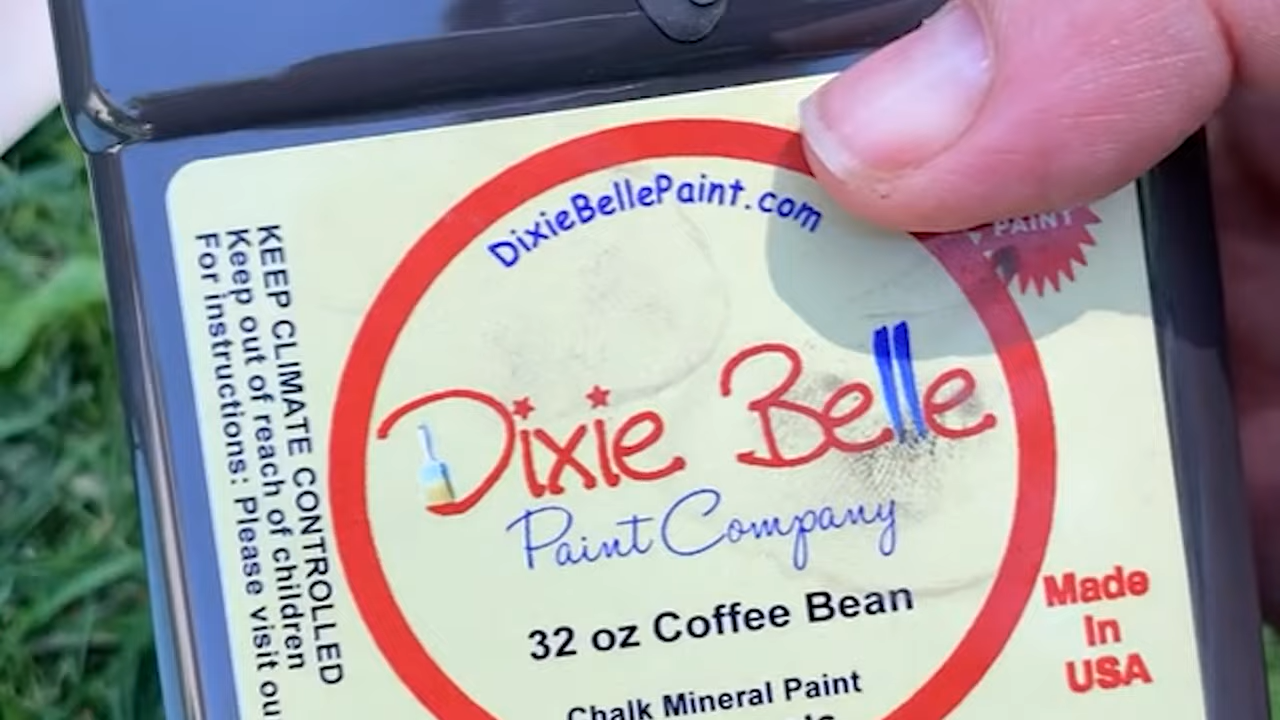 DixieBellePaint.com
PAINT
Dixie Belle
Paint Company
32 oz Coffee Bean
Chalk Mineral Paint
Made
In
USA
KEEP CLIMATE CONTROLLED
Keep out of reach of children
For instructions: Please visit ou